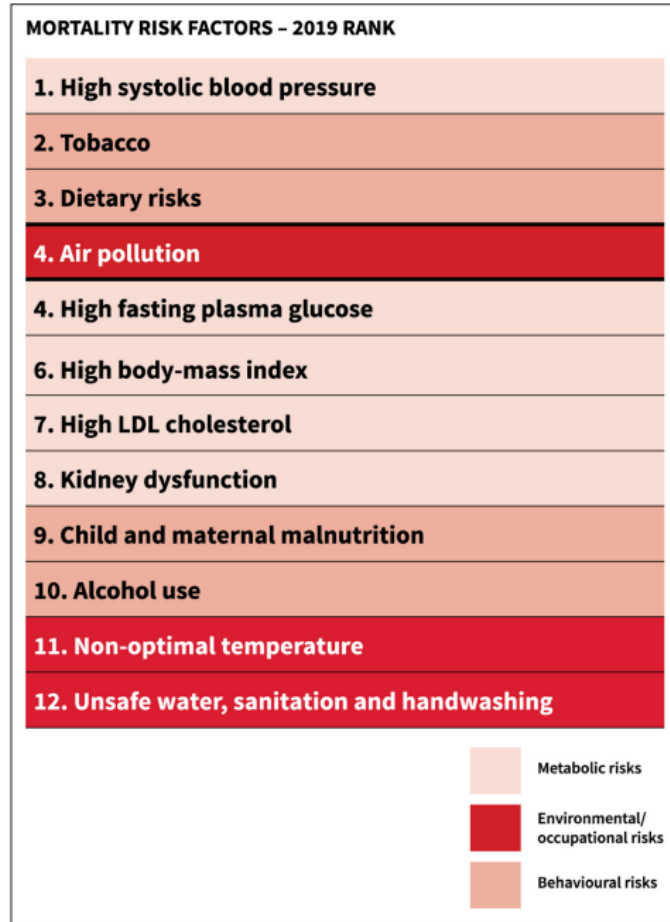 MORTALITY RISK FACTORS – 2019 RANK
1. High systolic blood pressure
2. Tobacco
3. Dietary risks
4. Air pollution
4. High fasting plasma glucose
6. High body-mass index
7. High LDL cholesterol
8. Kidney dysfunction
9. Child and maternal malnutrition
10. Alcohol use
11. Non-optimal temperature
12. Unsafe water, sanitation and handwashing
Metabolic risks
Environmental/
occupational risks
Behavioural risks